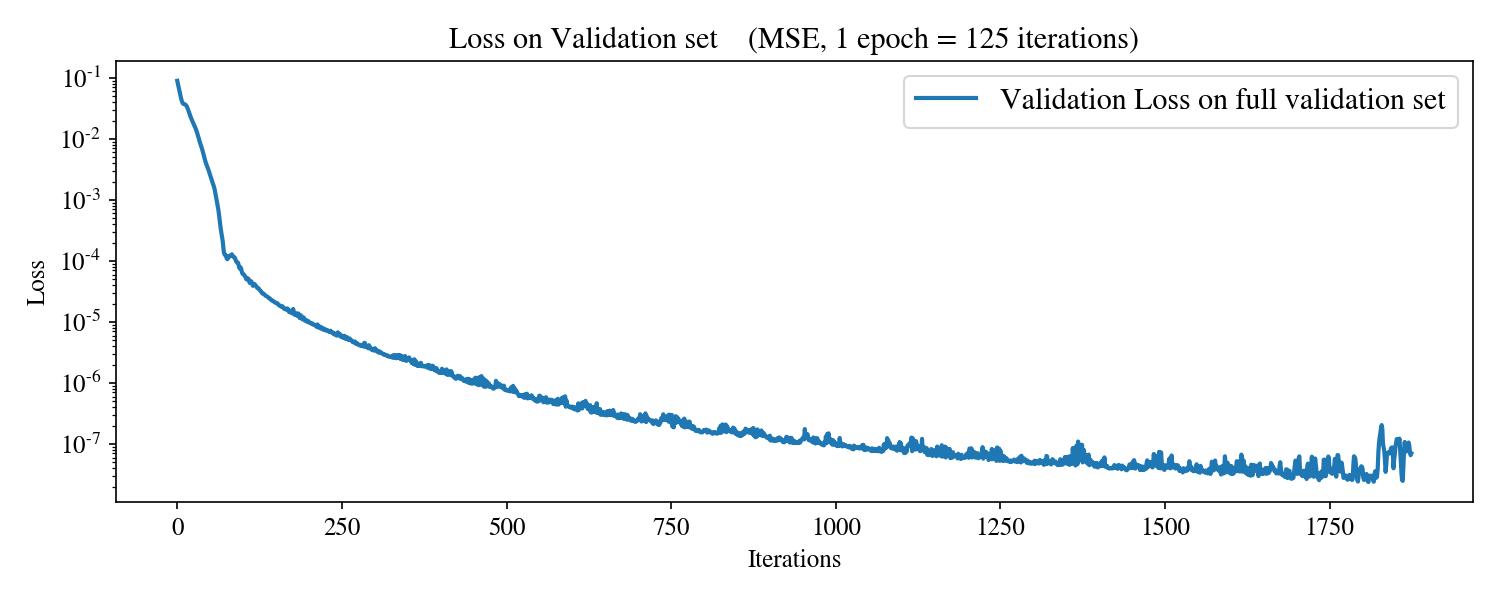 Loss on Validation set (MSE, 1 epoch = 125 iterations)
Validation Loss on full validation set
Loss
10-1
10-2
10-3
10-4
10-5
10-6
10-7
0 250 500 750 1000 1250 1500 1750
Iterations